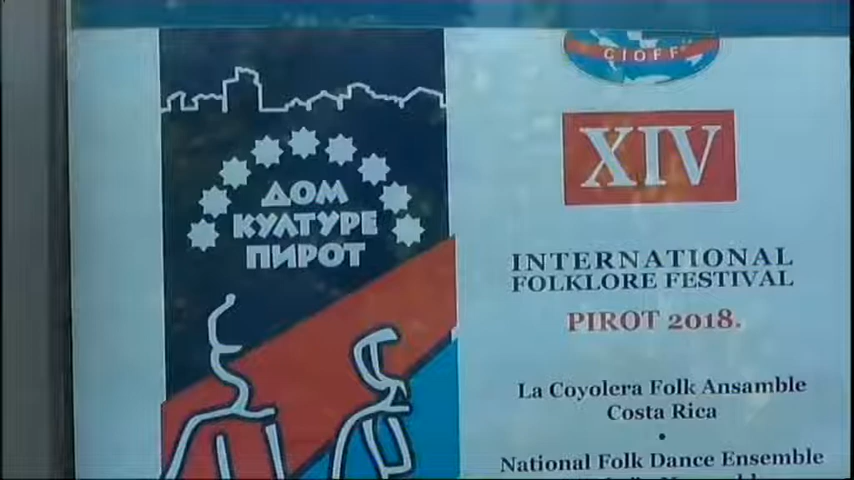 ДОМ
КУЛТУРЕ
ПИРОТ
CIOFF
XIV
INTERNATIONAL
FOLKLORE FESTIVAL
PIROT 2018.
La Coyolera Folk Ansamble
Costa Rica
National Folk Dance Ensemble